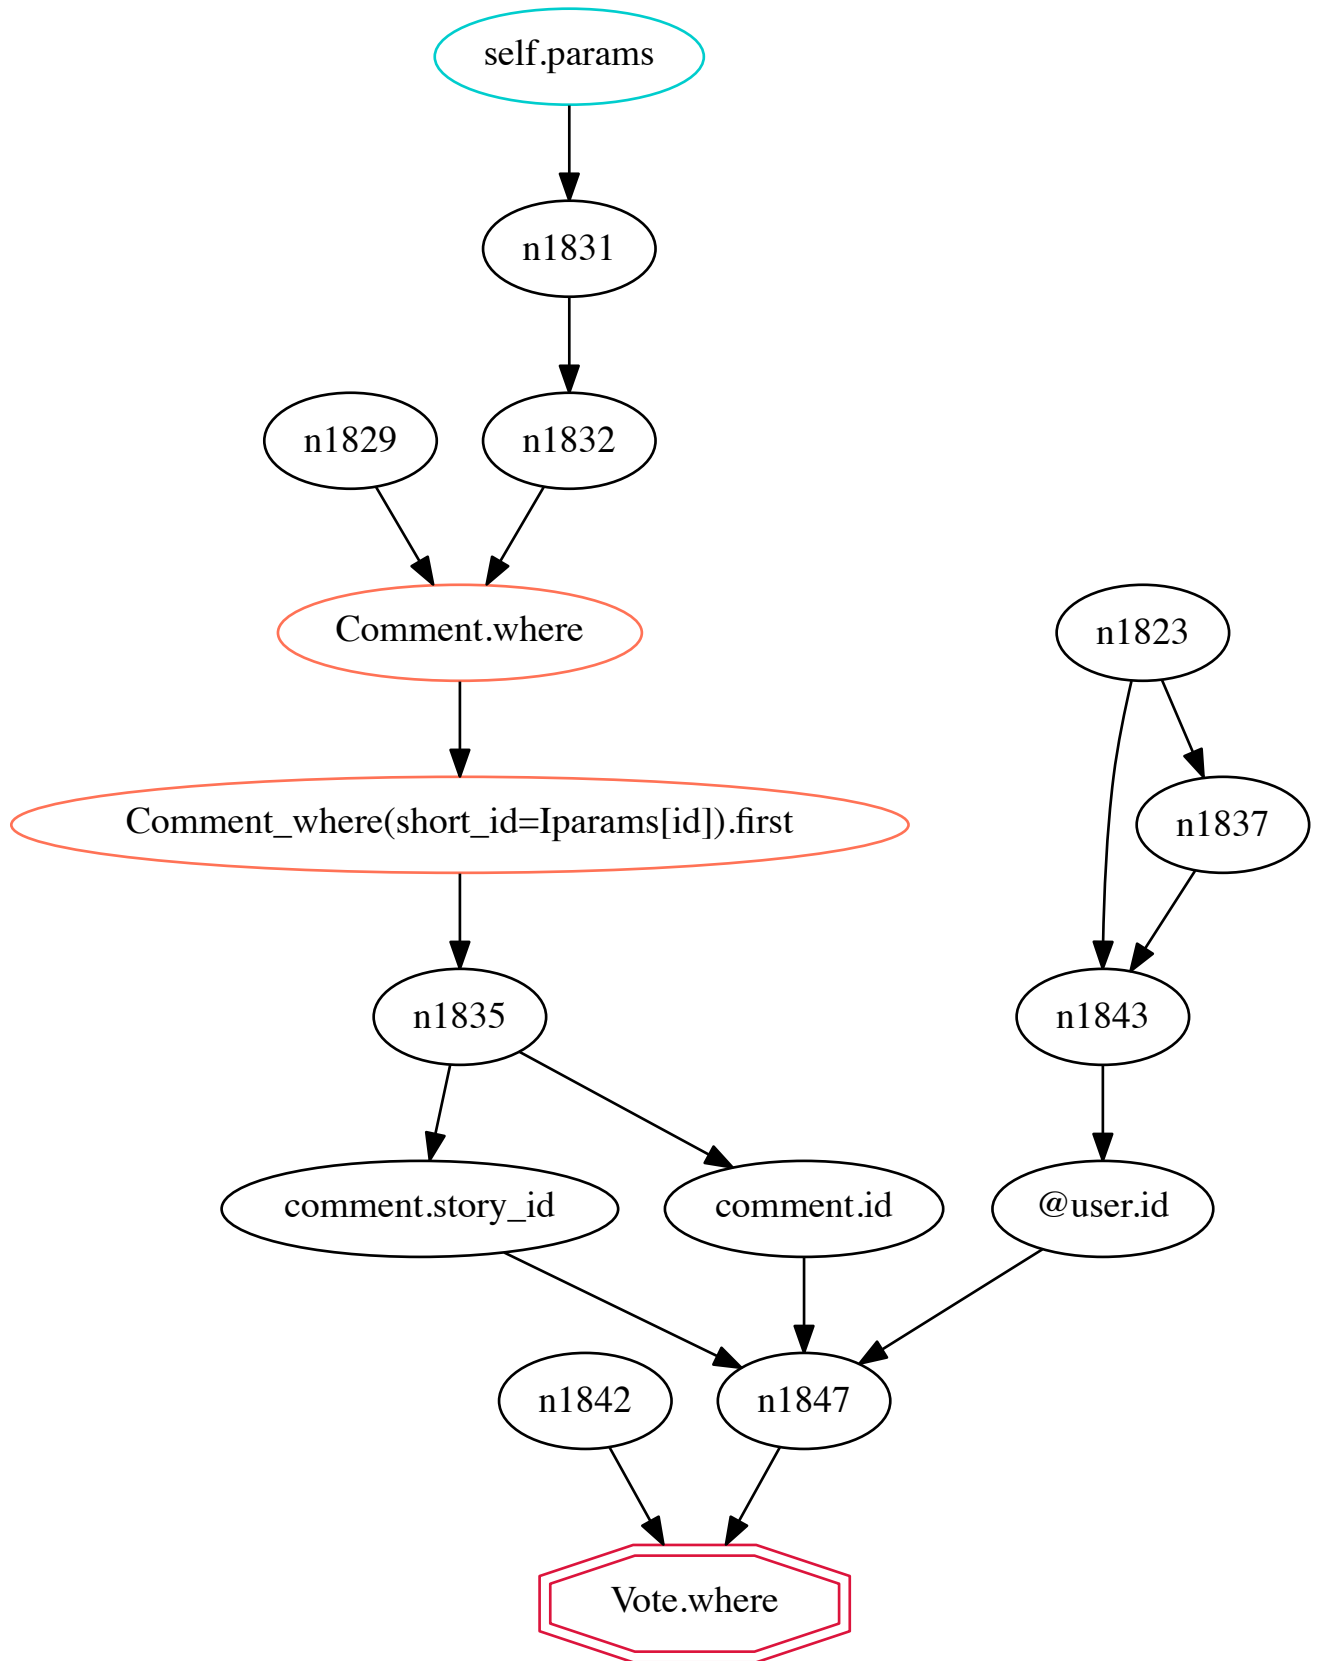 self.params
n1831
n1829
n1832
Comment.where
n1823
Comment_where(short_id=Iparams[id]).first
n1837
n1835
n1843
comment.story_id
comment.id
@user.id
n1842
n1847
Vote.where